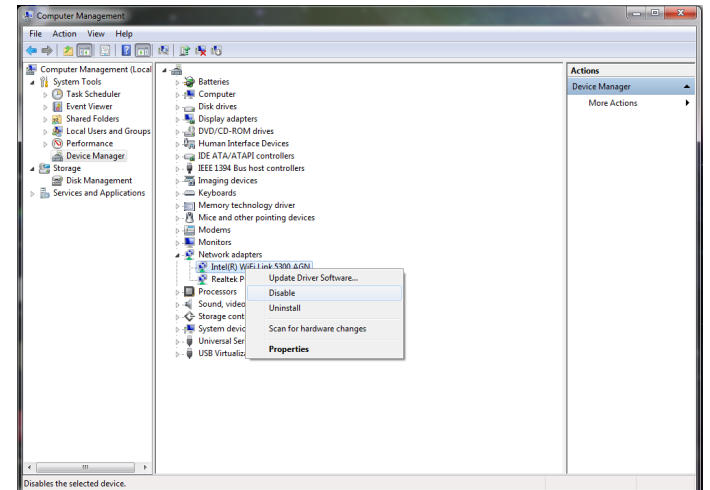 Computer Management
File Action View Help
Computer Management (Local
System Tools
Task Scheduler
Event Viewer
Shared Folders
Local Users and Groups
Performance
Device Manager
Storage
Disk Management
Services and Applications
Batteries
Computer
Disk drives
Display adapters
DVD/CD-ROM drives
Human Interface Devices
IDE ATA/ATAPI controllers
IEEE 1394 Bus host controllers
Imaging devices
Keyboards
Memory technology driver
Mice and other pointing devices
Modems
Monitors
Network adapters
Intel(R) WiFi Link 5300 AGN
Realtek P
Processors
Sound, video
Storage cont
System devic
Universal Ser
USB Virtualiz
Update Driver Software...
Disable
Uninstall
Scan for hardware changes
Properties
Actions
Device Manager
More Actions
Disables the selected device.